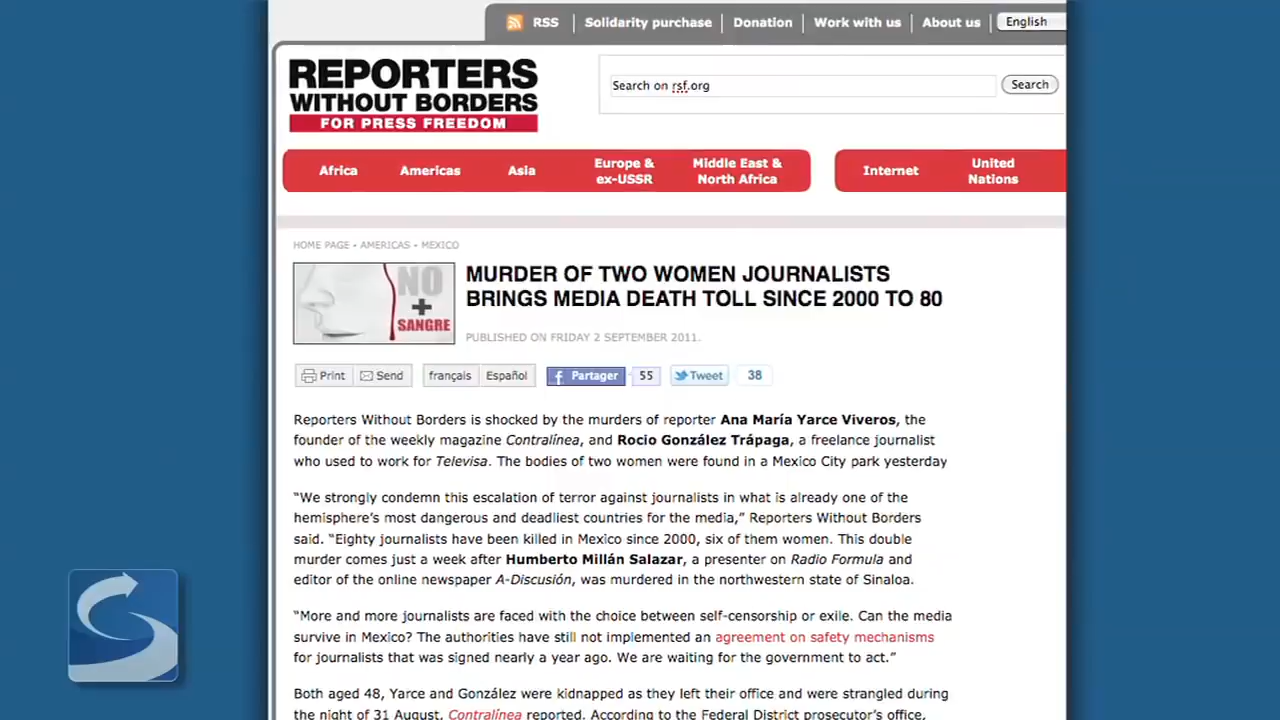 RSS Solidarity purchase Donation Work with us About us English
REPORTERS
WITHOUT BORDERS
FOR PRESS FREEDOM
Search on rsf.org Search
Africa Americas Asia Europe & ex-USSR Middle East & North Africa Internet United Nations
HOME PAGE • AMERICAS • MEXICO
NO
+
SANGRE
MURDER OF TWO WOMEN JOURNALISTS
BRINGS MEDIA DEATH TOLL SINCE 2000 TO 80
PUBLISHED ON FRIDAY 2 SEPTEMBER 2011.
Print Send français Español Partager 55 Tweet 38
Reporters Without Borders is shocked by the murders of reporter Ana María Yarce Viveros, the
founder of the weekly magazine Contralínea, and Rocio González Trápaga, a freelance journalist
who used to work for Televisa. The bodies of two women were found in a Mexico City park yesterday
“We strongly condemn this escalation of terror against journalists in what is already one of the
hemisphere’s most dangerous and deadliest countries for the media,” Reporters Without Borders
said. “Eighty journalists have been killed in Mexico since 2000, six of them women. This double
murder comes just a week after Humberto Millán Salazar, a presenter on Radio Formula and
editor of the online newspaper A-Discusión, was murdered in the northwestern state of Sinaloa.
“More and more journalists are faced with the choice between self-censorship or exile. Can the media
survive in Mexico? The authorities have still not implemented an agreement on safety mechanisms
for journalists that was signed nearly a year ago. We are waiting for the government to act.”
Both aged 48, Yarce and González were kidnapped as they left their office and were strangled during
the night of 31 August, Contralínea reported. According to the Federal District prosecutor’s office,